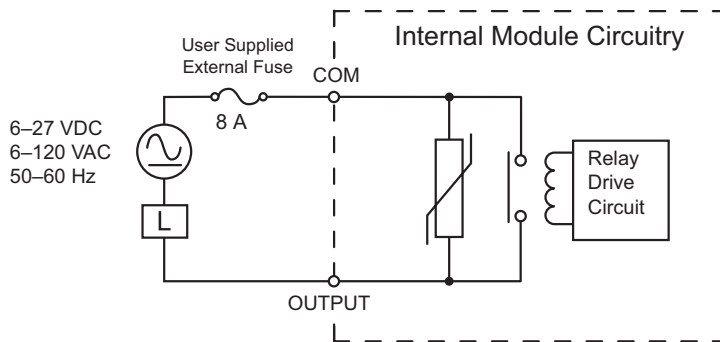 Internal Module Circuitry
User Supplied
External Fuse
COM
8 A
6–27 VDC
6–120 VAC
50–60 Hz
L
Relay
Drive
Circuit
OUTPUT